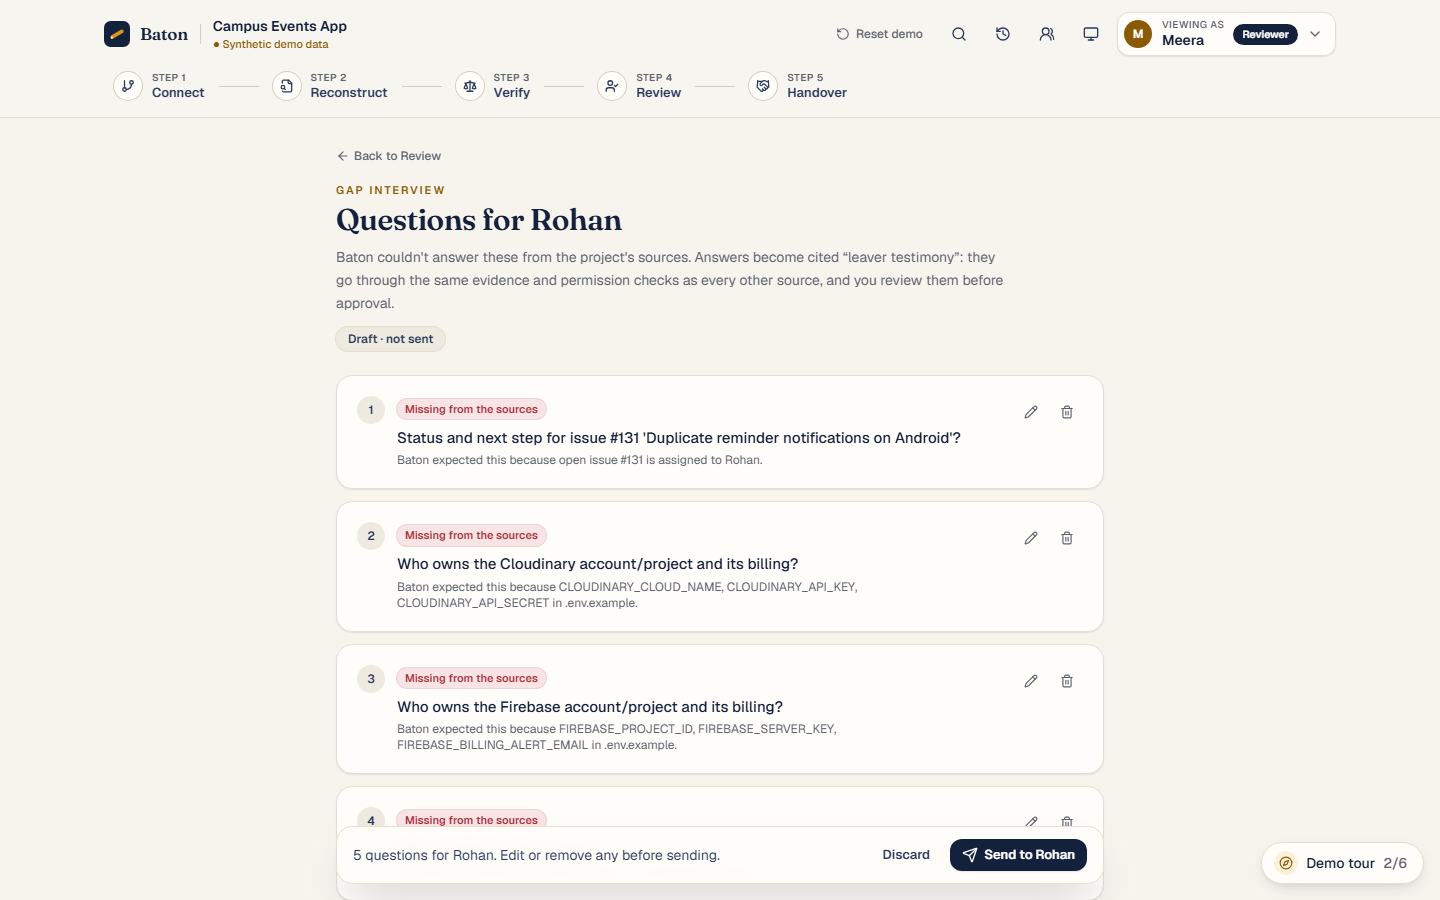 Baton
Campus Events App
Synthetic demo data
Reset demo
M
VIEWING AS
Meera
Reviewer
STEP 1
Connect
STEP 2
Reconstruct
STEP 3
Verify
STEP 4
Review
STEP 5
Handover
Back to Review
GAP INTERVIEW
Questions for Rohan
Baton couldn't answer these from the project's sources. Answers become cited “leaver testimony”: they
go through the same evidence and permission checks as every other source, and you review them before
approval.
Draft · not sent
1
Missing from the sources
Status and next step for issue #131 'Duplicate reminder notifications on Android'?
Baton expected this because open issue #131 is assigned to Rohan.
2
Missing from the sources
Who owns the Cloudinary account/project and its billing?
Baton expected this because CLOUDINARY_CLOUD_NAME, CLOUDINARY_API_KEY,
CLOUDINARY_API_SECRET in .env.example.
3
Missing from the sources
Who owns the Firebase account/project and its billing?
Baton expected this because FIREBASE_PROJECT_ID, FIREBASE_SERVER_KEY,
FIREBASE_BILLING_ALERT_EMAIL in .env.example.
4
Missing from the sources
5 questions for Rohan. Edit or remove any before sending.
Discard
Send to Rohan
Demo tour 2/6